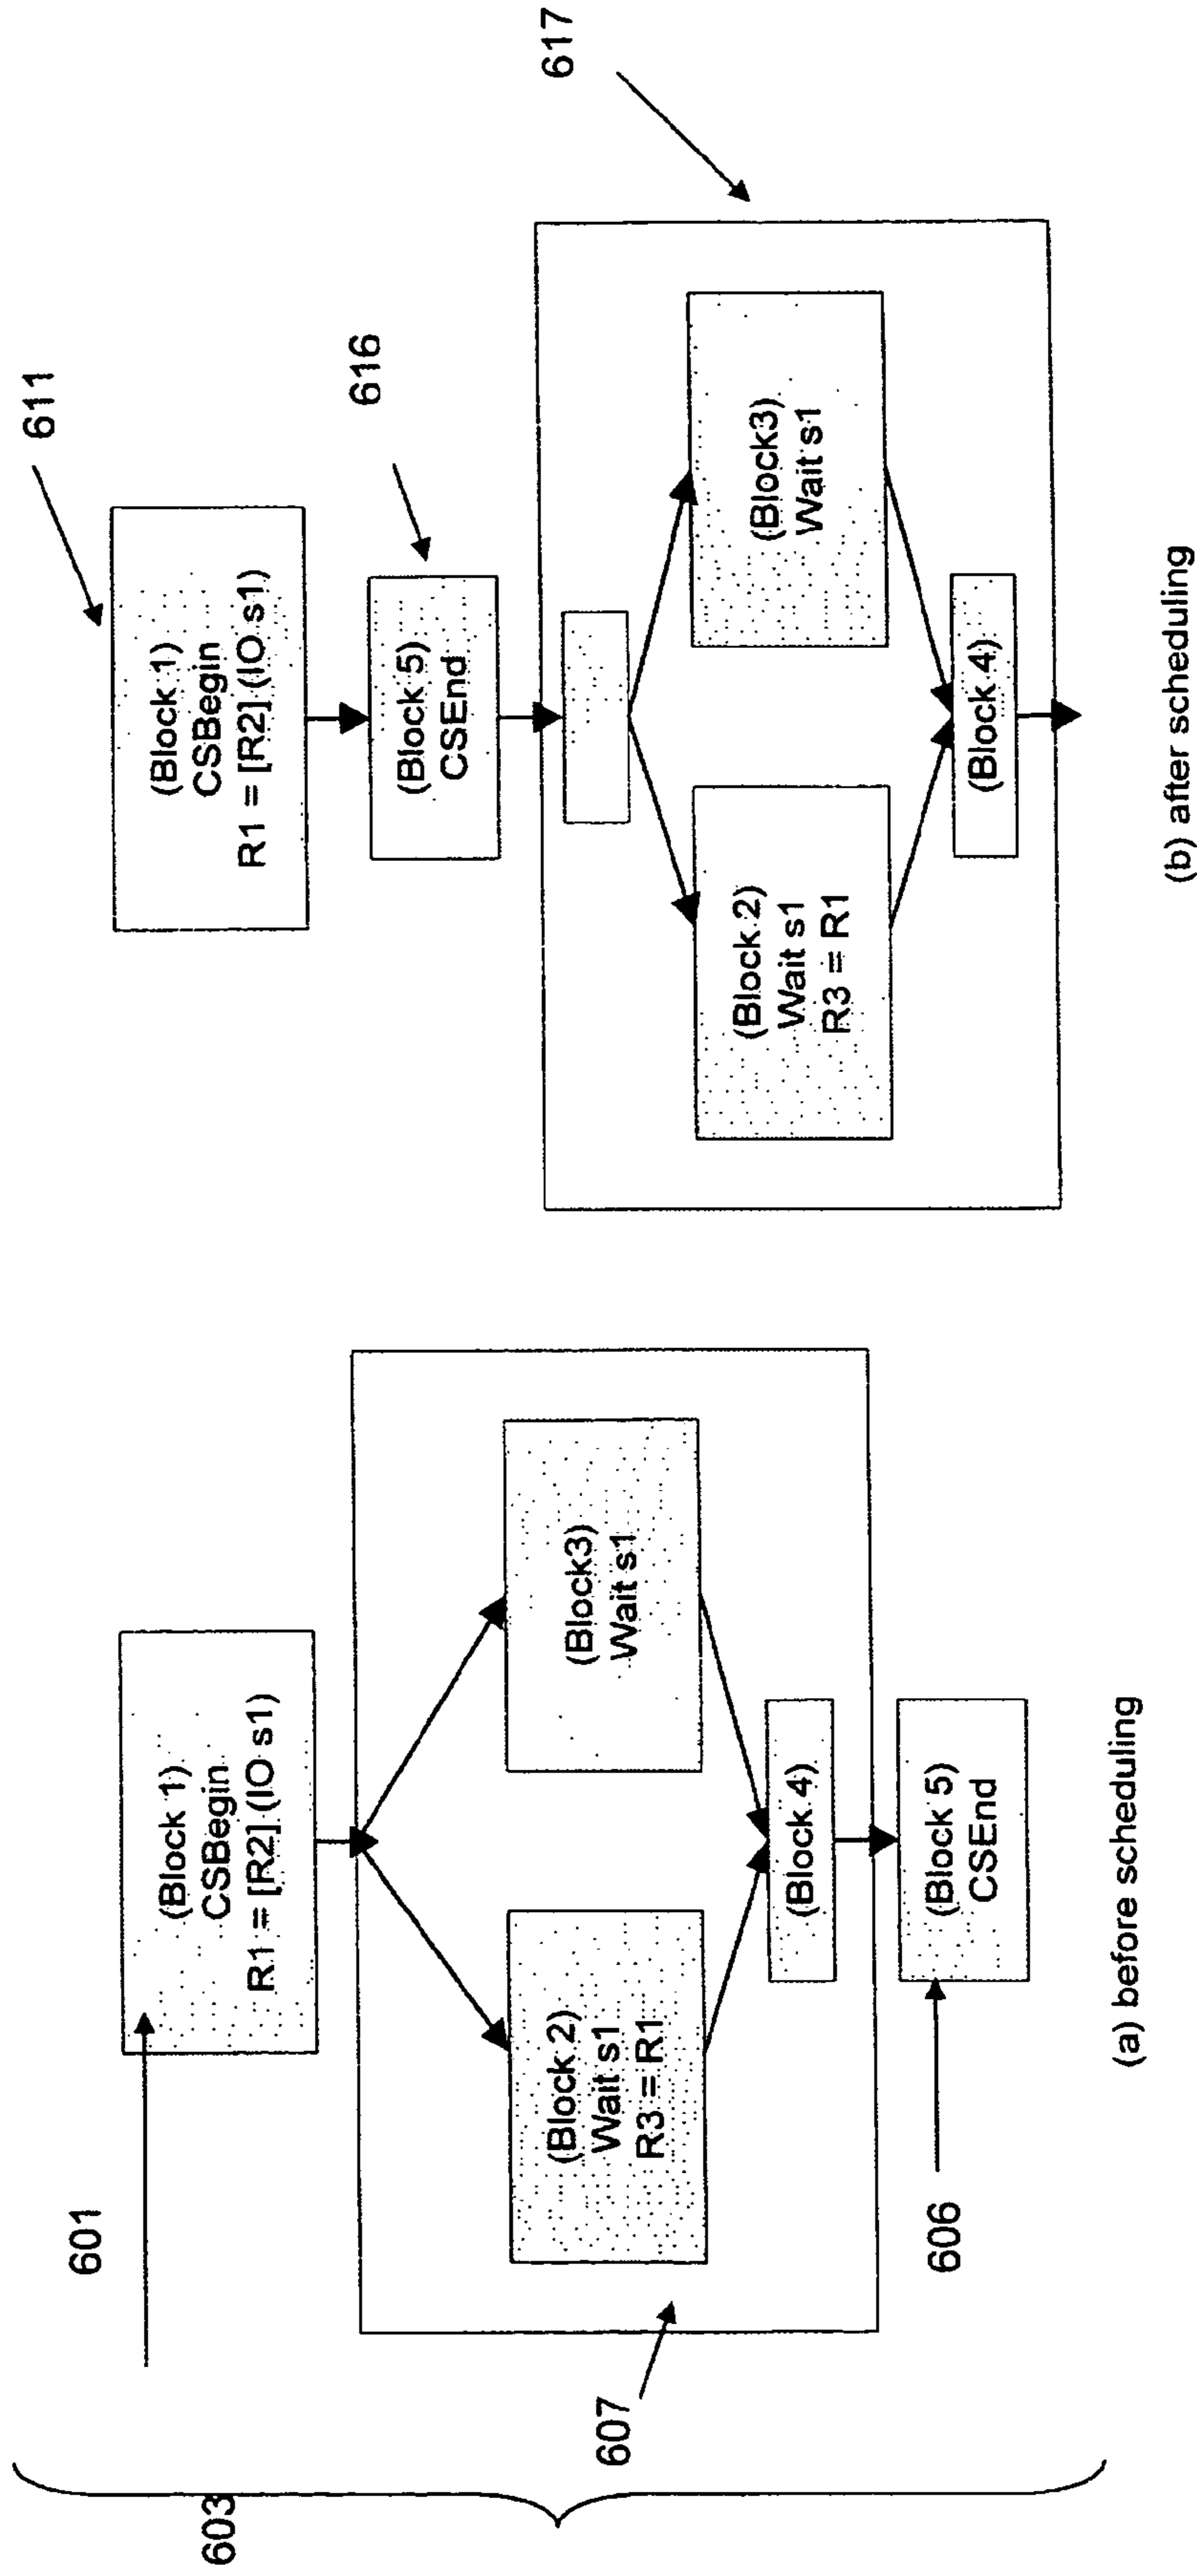 601
603
607
606
(Block 1)
CSBegin
R1 = [R2] (IO s1)
(Block 2)
Wait s1
R3 = R1
(Block3)
Wait s1
(Block 4)
(Block 5)
CSEnd
(a) before scheduling
611
616
617
(Block 1)
CSBegin
R1 = [R2] (IO s1)
(Block 5)
CSEnd
(Block 2)
Wait s1
R3 = R1
(Block3)
Wait s1
(Block 4)
(b) after scheduling